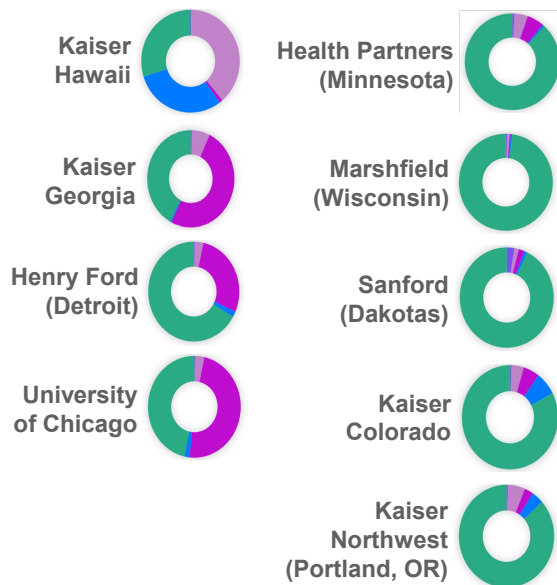 Kaiser
Hawaii
Kaiser
Georgia
Henry Ford
(Detroit)
University
of Chicago
Health Partners
(Minnesota)
Marshfield
(Wisconsin)
Sanford
(Dakotas)
Kaiser
Colorado
Kaiser
Northwest
(Portland, OR)